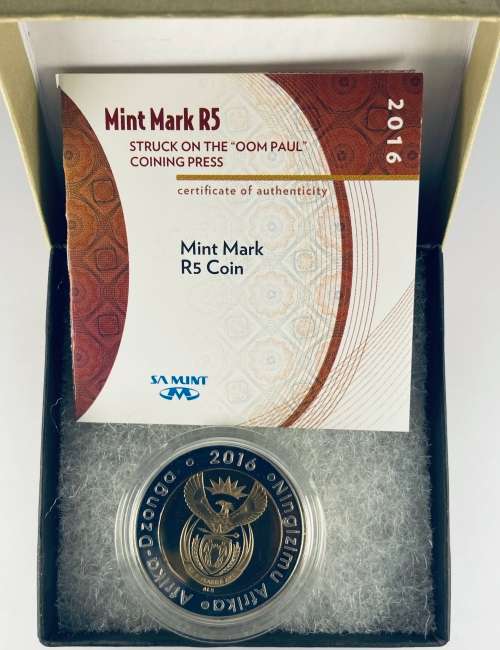 Mint Mark R5
STRUCK ON THE "OOM PAUL"
COINING PRESS
2016
certificate of authenticity
Mint Mark
R5 Coin
SA MINT
Afrika-Dzonga • 2016 • Ningizimu Afrika •
ALS